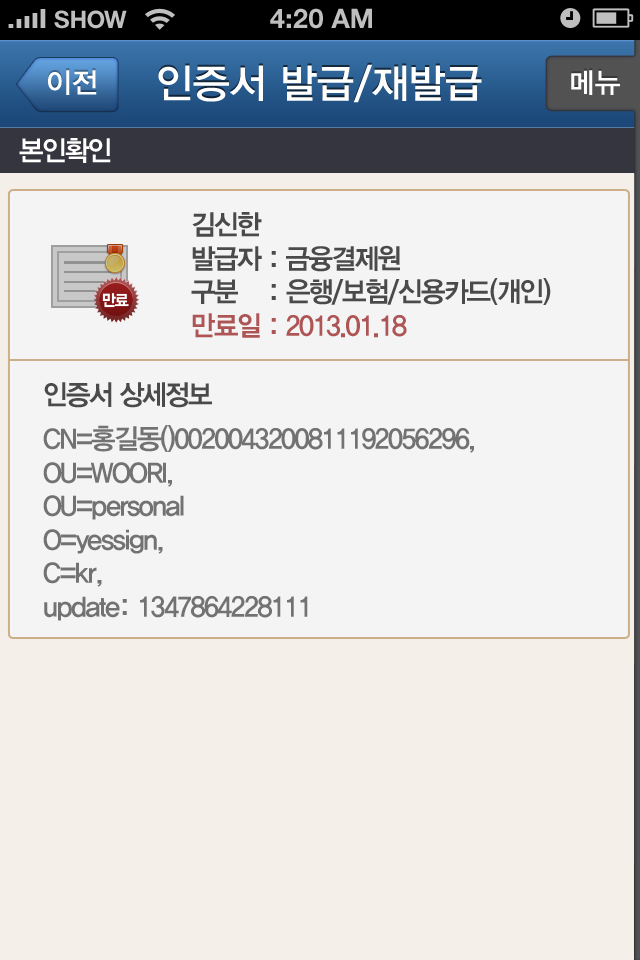 SHOW 4:20 AM
이전 인증서 발급/재발급 메뉴
본인확인
김신한
발급자 : 금융결제원
구분 : 은행/보험/신용카드(개인)
만료일 : 2013.01.18
만료
인증서 상세정보
CN=홍길동()0020043200811192056296,
OU=WOORI,
OU=personal
O=yessign,
C=kr,
update: 1347864228111